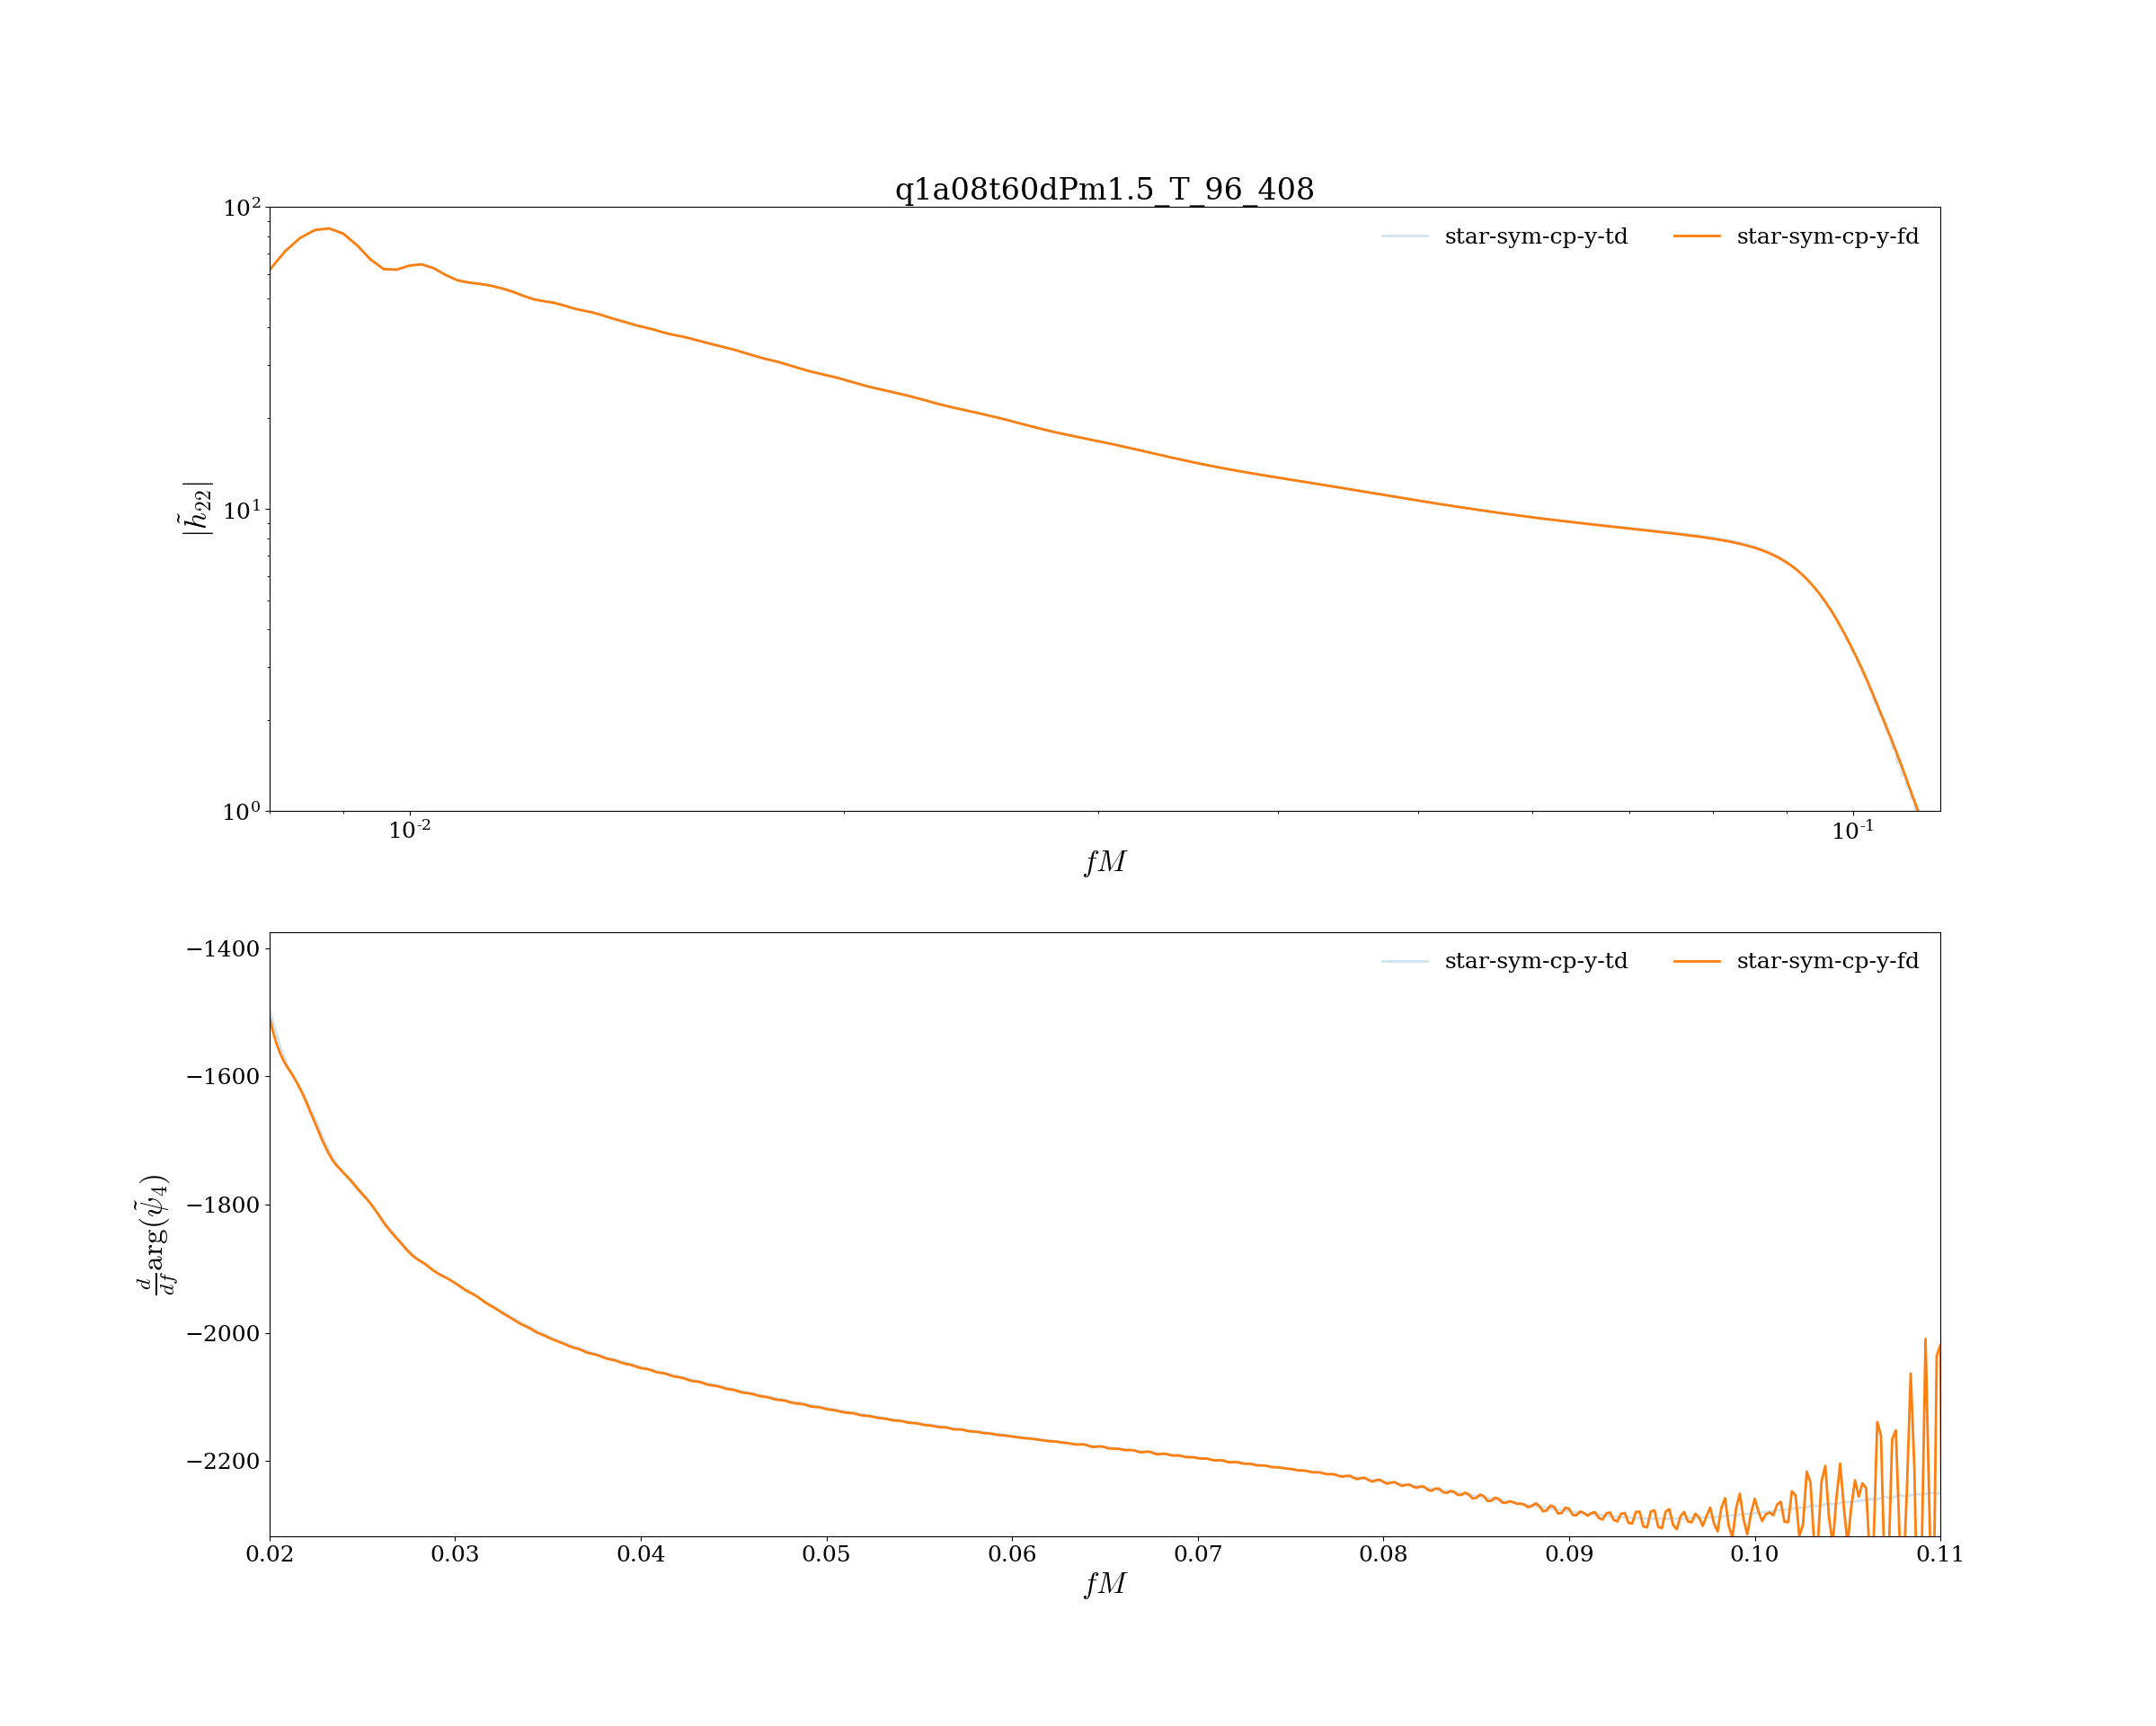 q1a08t60dPm1.5_T_96_408
10²
10¹
10⁰
|h̃₂₂|
star-sym-cp-y-td
star-sym-cp-y-fd
10⁻²
10⁻¹
fM
−1400
−1600
−1800
−2000
−2200
d/df arg(ψ̃₄)
star-sym-cp-y-td
star-sym-cp-y-fd
0.02 0.03 0.04 0.05 0.06 0.07 0.08 0.09 0.10 0.11
fM